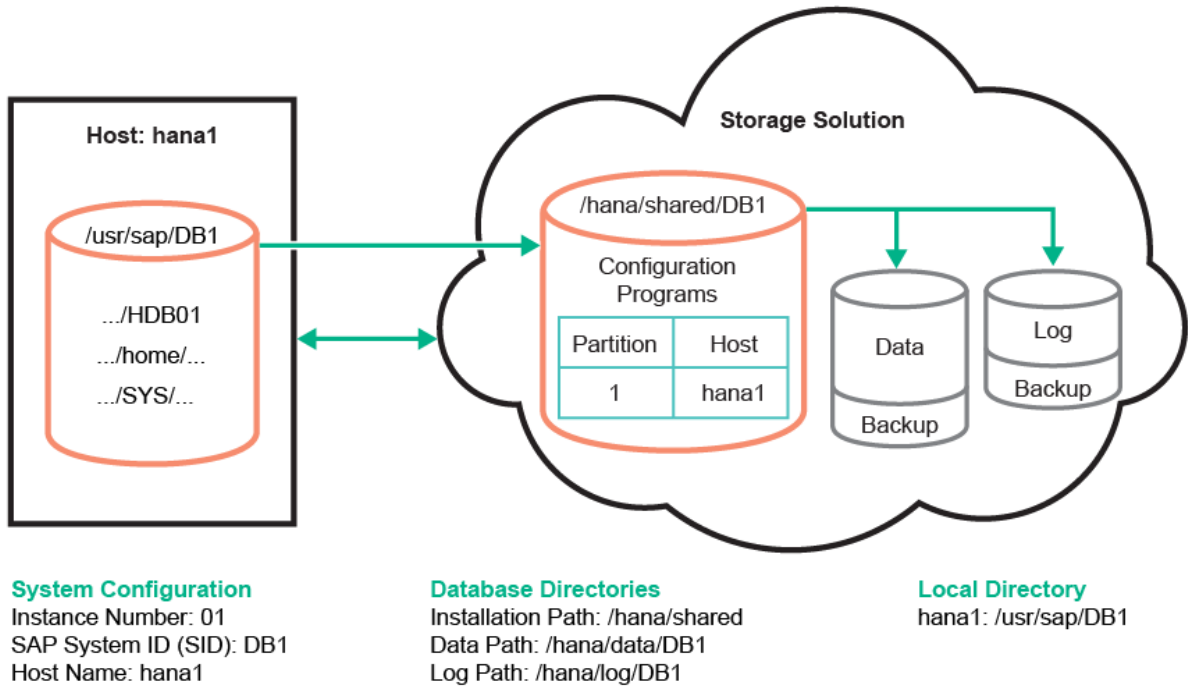 Host: hana1
/usr/sap/DB1
.../HDB01
.../home/...
.../SYS/...
Storage Solution
/hana/shared/DB1
Configuration
Programs
Partition Host
1 hana1
Data
Backup
Log
Backup
System Configuration
Instance Number: 01
SAP System ID (SID): DB1
Host Name: hana1
Database Directories
Installation Path: /hana/shared
Data Path: /hana/data/DB1
Log Path: /hana/log/DB1
Local Directory
hana1: /usr/sap/DB1